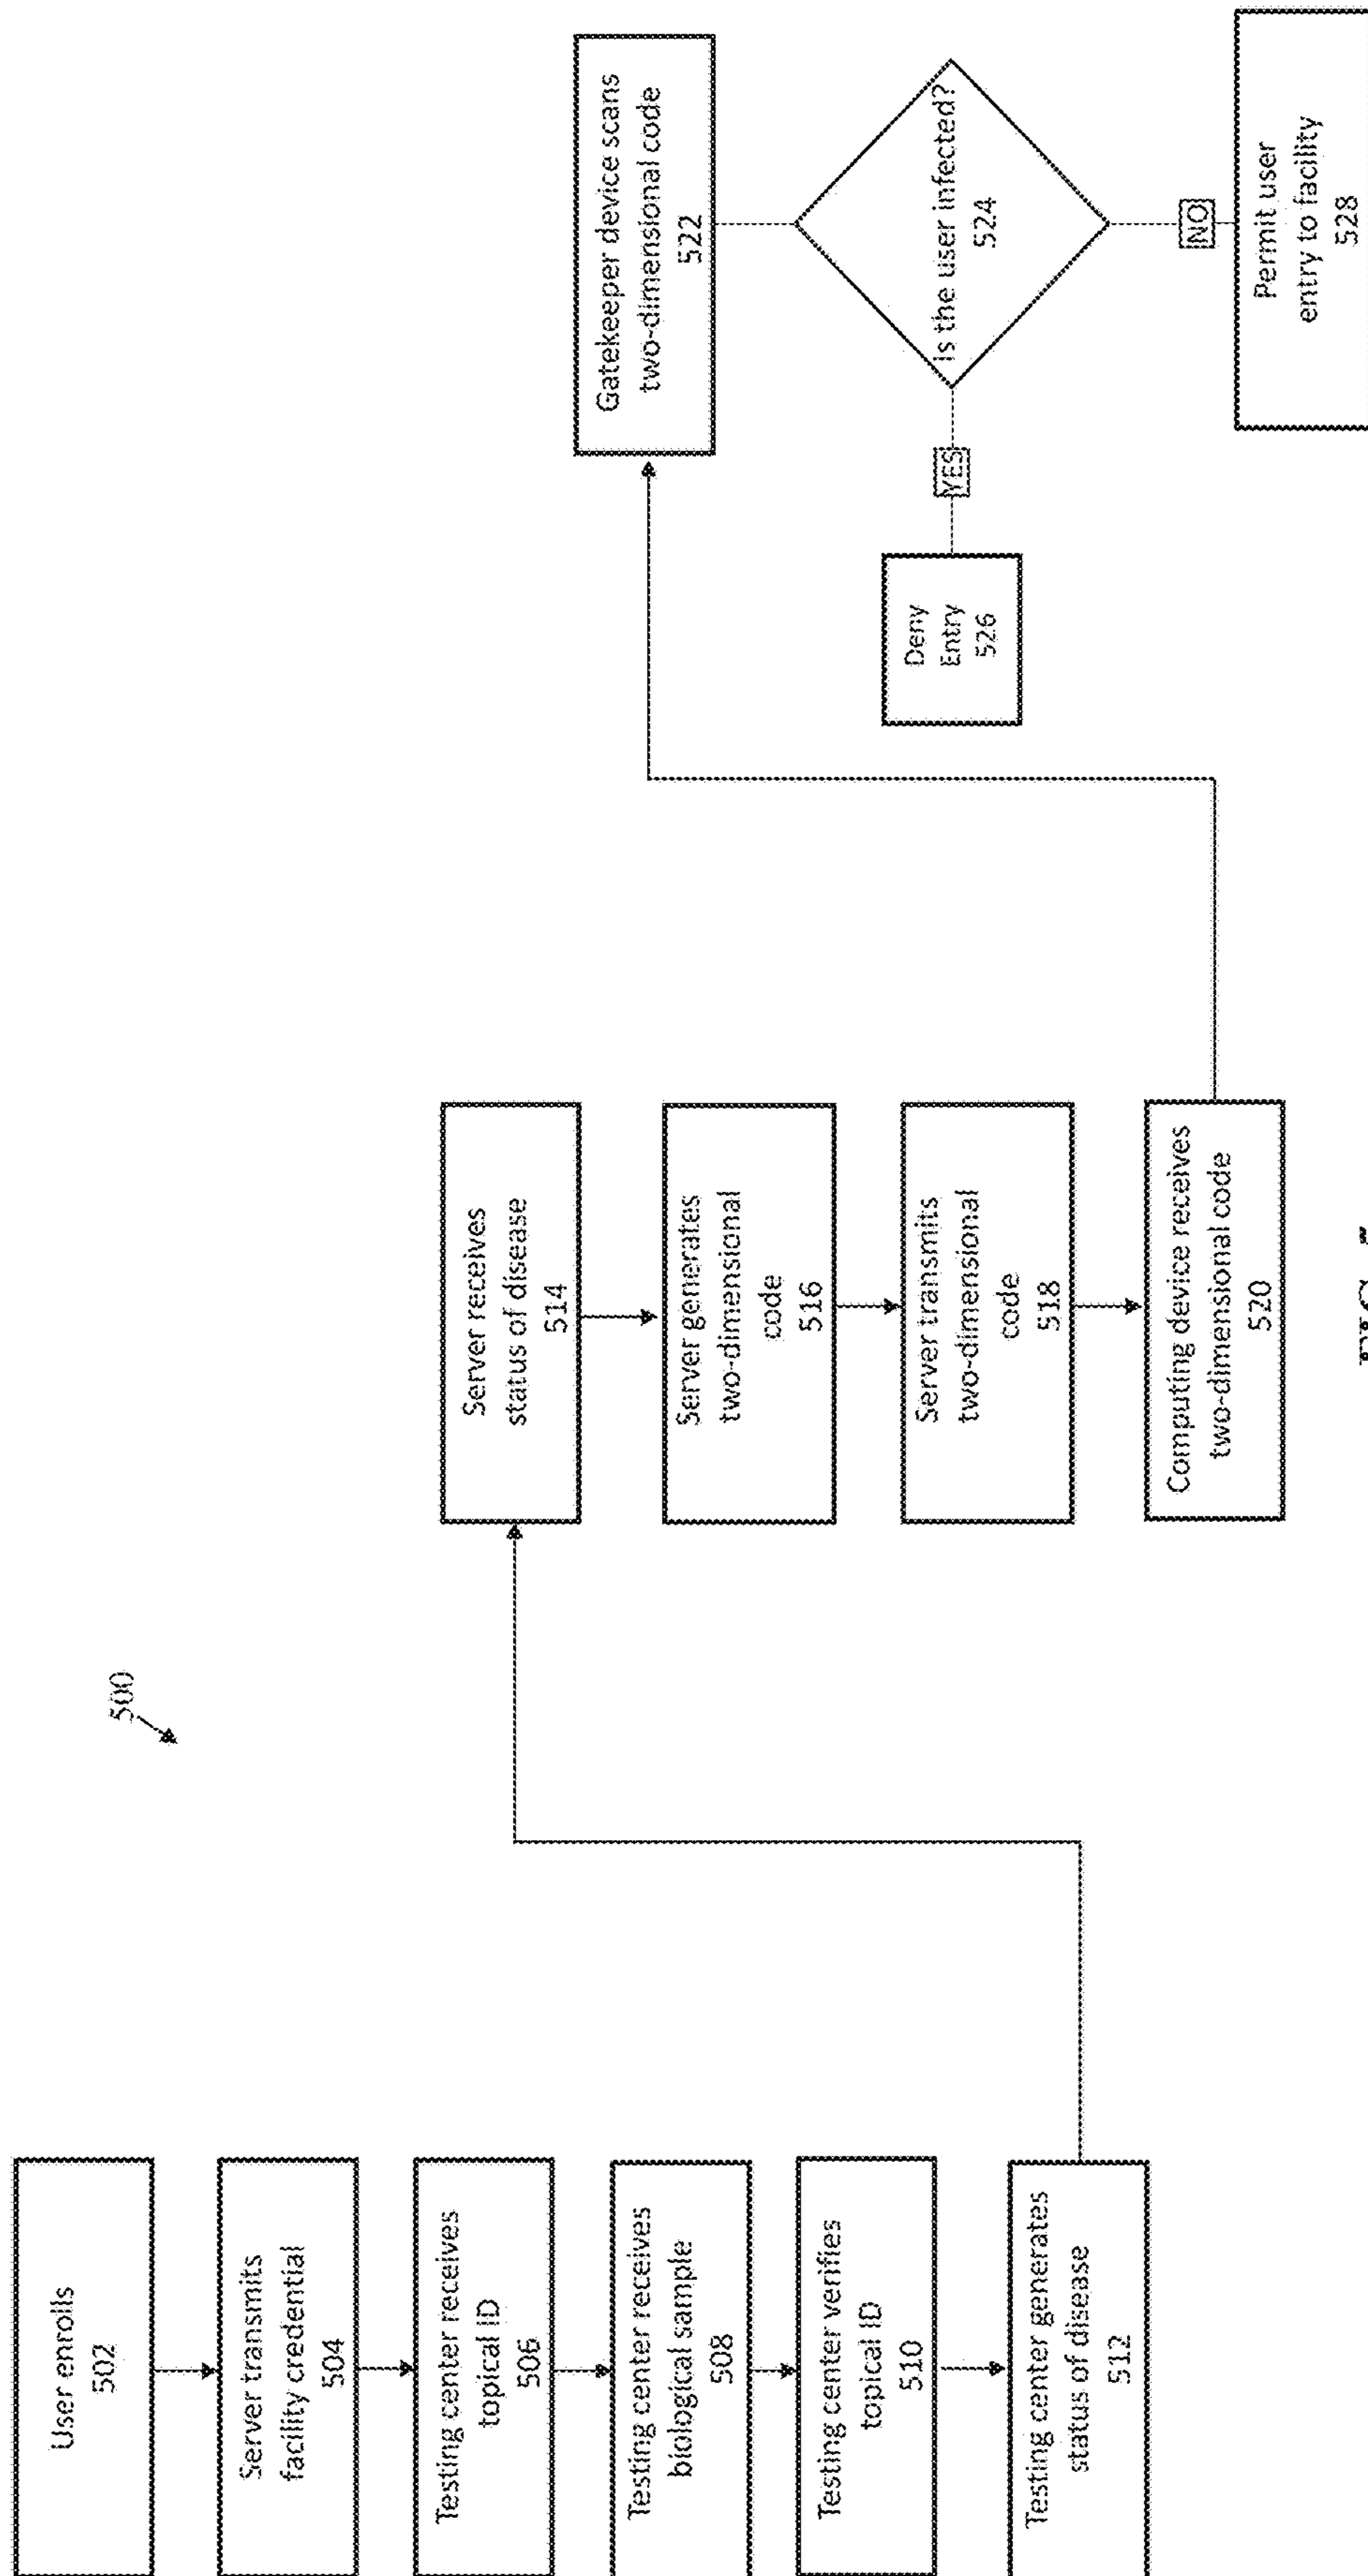 500
User enrolls
502
Server transmits
facility credential
504
Testing center receives
topical ID
506
Testing center receives
biological sample
508
Testing center verifies
topical ID
510
Testing center generates
status of disease
512
Server receives
status of disease
514
Server generates
two-dimensional
code
516
Server transmits
two-dimensional
code
518
Computing device receives
two-dimensional code
520
Gatekeeper device scans
two-dimensional code
522
Is the user infected?
524
YES
Deny
Entry
526
NO
Permit user
entry to facility
528